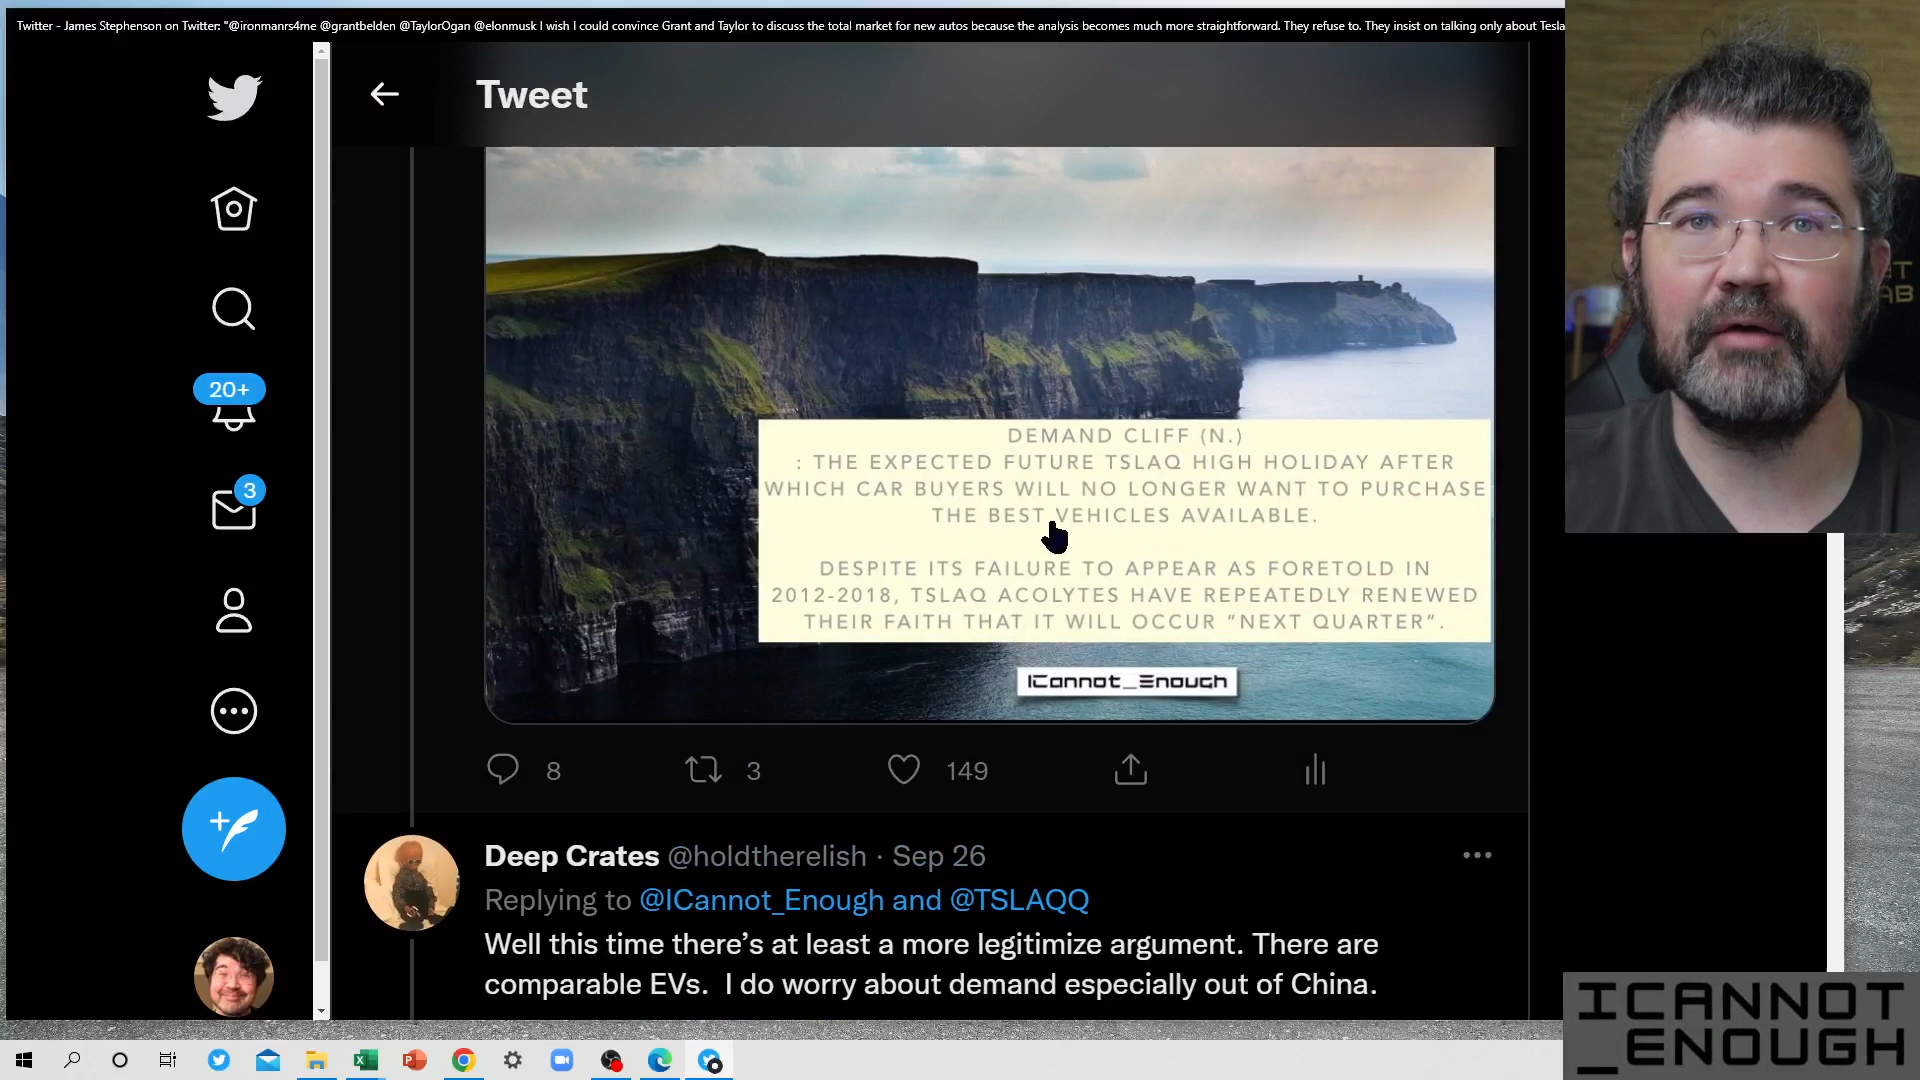 Twitter - James Stephenson on Twitter: "@ironmanrs4me @grantbelden @TaylorOgan @elonmusk I wish I could convince Grant and Taylor to discuss the total market for new autos because the analysis becomes much more straightforward. They refuse to. They insist on talking only about Tesla
Tweet
20+
3
DEMAND CLIFF (N.)
: THE EXPECTED FUTURE TSLAQ HIGH HOLIDAY AFTER
WHICH CAR BUYERS WILL NO LONGER WANT TO PURCHASE
THE BEST VEHICLES AVAILABLE.
DESPITE ITS FAILURE TO APPEAR AS FORETOLD IN
2012-2018, TSLAQ ACOLYTES HAVE REPEATEDLY RENEWED
THEIR FAITH THAT IT WILL OCCUR "NEXT QUARTER".
ICannot_Enough
8 3 149
Deep Crates @holdtherelish · Sep 26
Replying to @ICannot_Enough and @TSLAQQ
Well this time there's at least a more legitimize argument. There are
comparable EVs. I do worry about demand especially out of China.
ICANNOT
_ENOUGH